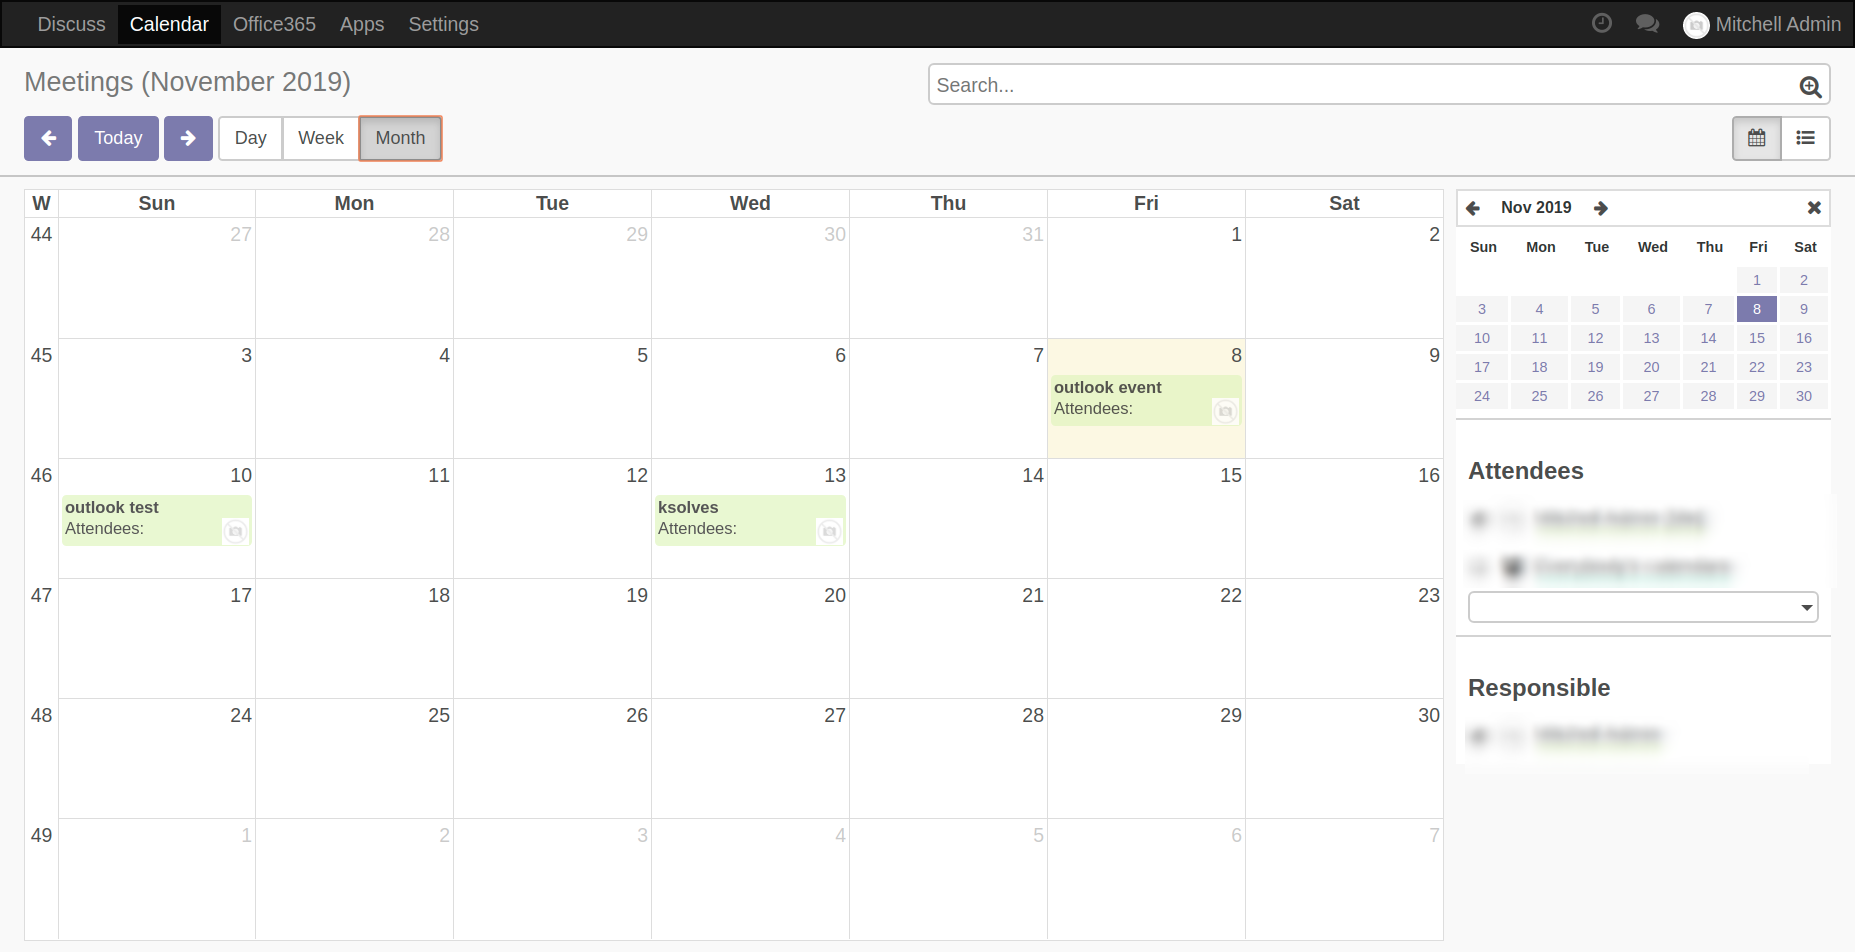 Discuss Calendar Office365 Apps Settings Mitchell Admin
Meetings (November 2019)
Search...
Today Day Week Month
W Sun Mon Tue Wed Thu Fri Sat
44 27 28 29 30 31 1 2
45 3 4 5 6 7 8 9
outlook event
Attendees:
46 10 11 12 13 14 15 16
outlook test ksolves
Attendees: Attendees:
47 17 18 19 20 21 22 23
48 24 25 26 27 28 29 30
49 1 2 3 4 5 6 7
Nov 2019
Sun Mon Tue Wed Thu Fri Sat
1 2
3 4 5 6 7 8 9
10 11 12 13 14 15 16
17 18 19 20 21 22 23
24 25 26 27 28 29 30
Attendees
Responsible